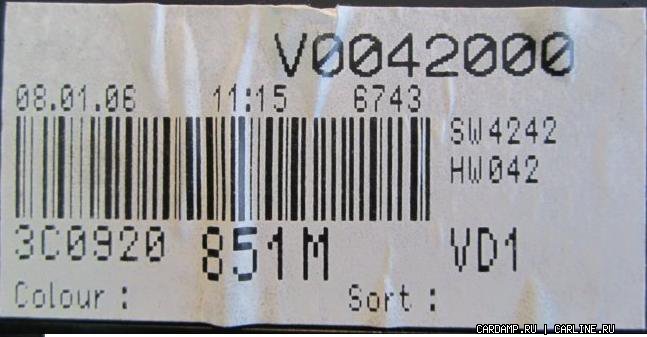 V0042000
08.01.06 11:15 6743
SW4242
HW042
3C0920 851M VD1
Colour : Sort :
CARDAMP.RU | CARLINE.RU